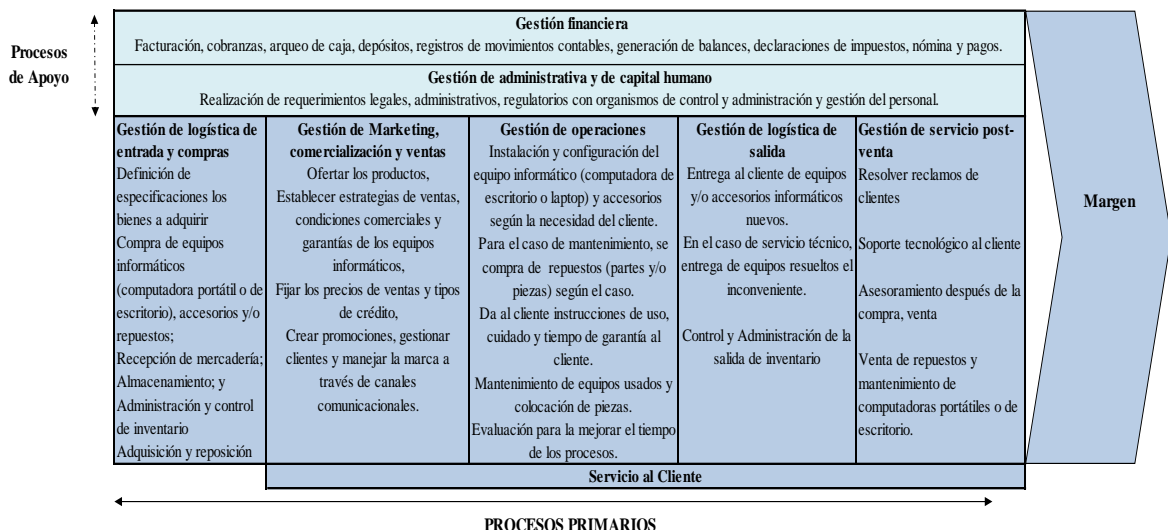 Procesos
de Apoyo
Gestión financiera
Facturación, cobranzas, arqueo de caja, depósitos, registros de movimientos contables, generación de balances, declaraciones de impuestos, nómina y pagos.
Gestión de administrativa y de capital humano
Realización de requerimientos legales, administrativos, regulatorios con organismos de control y administración y gestión del personal.
Gestión de logística de
entrada y compras
Definición de
especificaciones los
bienes a adquirir
Compra de equipos
informáticos
(computadora portátil o de
escritorio), accesorios y/o
repuestos;
Recepción de mercadería;
Almacenamiento; y
Administración y control
de inventario
Adquisición y reposición
Gestión de Marketing,
comercialización y ventas
Ofertar los productos,
Establecer estrategias de ventas,
condiciones comerciales y
garantías de los equipos
informáticos,
Fijar los precios de ventas y tipos
de crédito,
Crear promociones, gestionar
clientes y manejar la marca a
través de canales
comunicacionales.
Gestión de operaciones
Instalación y configuración del
equipo informático (computadora de
escritorio o laptop) y accesorios
según la necesidad del cliente.
Para el caso de mantenimiento, se
compra de repuestos (partes y/o
piezas) según el caso.
Da al cliente instrucciones de uso,
cuidado y tiempo de garantía al
cliente.
Mantenimiento de equipos usados y
colocación de piezas.
Evaluación para la mejorar el tiempo
de los procesos.
Gestión de logística de
salida
Entrega al cliente de equipos
y/o accesorios informáticos
nuevos.
En el caso de servicio técnico,
entrega de equipos resueltos el
inconveniente.
Control y Administración de la
salida de inventario
Gestión de servicio post-
venta
Resolver reclamos de
clientes
Soporte tecnológico al cliente
Asesoramiento después de la
compra, venta
Venta de repuestos y
mantenimiento de
computadoras portátiles o de
escritorio.
Margen
Servicio al Cliente
PROCESOS PRIMARIOS